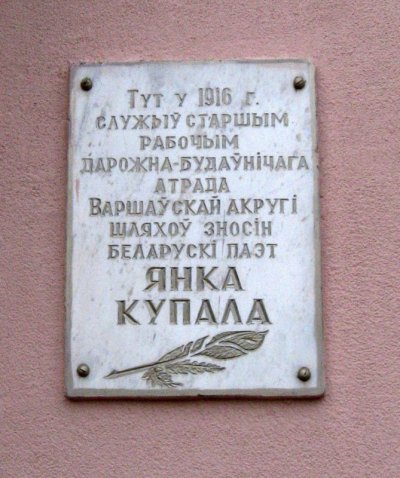 Тут у 1916 г.
служыў старшым
рабочым
дарожна-будаўнічага
атрада
Варшаўскай акругі
шляхоў зносін
беларускі паэт
ЯНКА
КУПАЛА